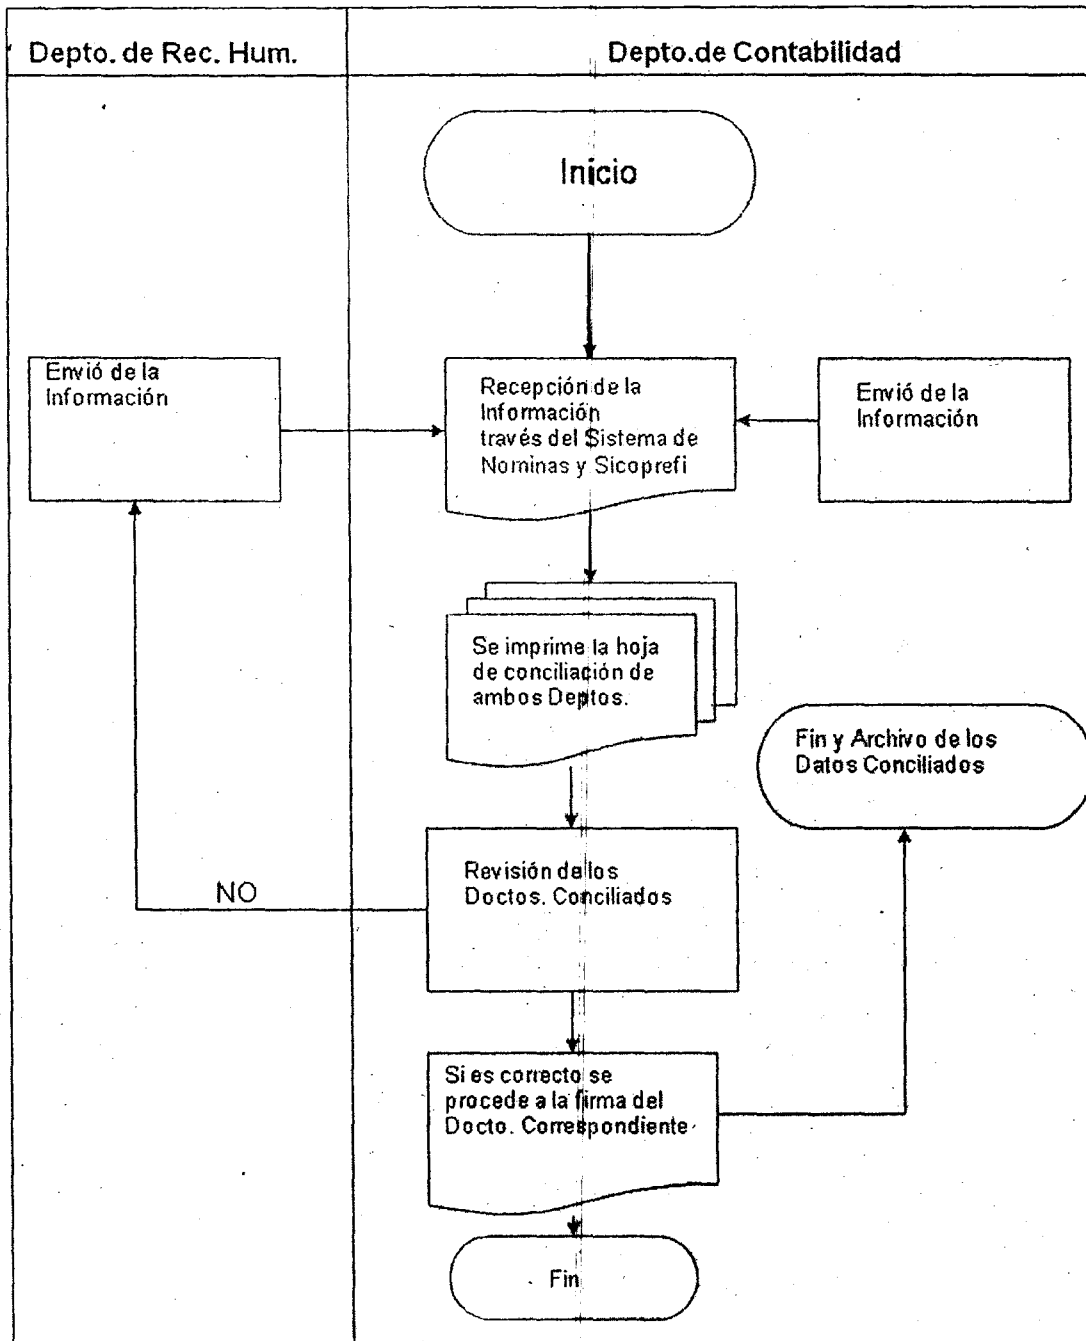 Depto. de Rec. Hum.
Depto.de Contabilidad
Inicio
Envió de la
Información
Recepción de la
Información
través del Sistema de
Nominas y Sicoprefi
Envió de la
Información
Se imprime la hoja
de conciliación de
ambos Deptos.
Fin y Archivo de los
Datos Conciliados
Revisión de los
Doctos. Conciliados
NO
Si es correcto se
procede a la firma del
Docto. Correspondiente
Fin